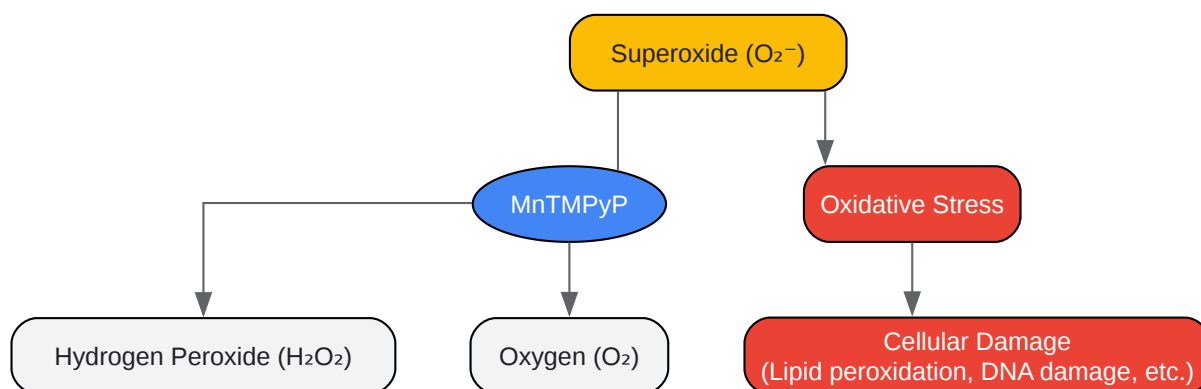 Superoxide (O₂⁻)
MnTMPyP
Oxidative Stress
Hydrogen Peroxide (H₂O₂)
Oxygen (O₂)
Cellular Damage
(Lipid peroxidation, DNA damage, etc.)